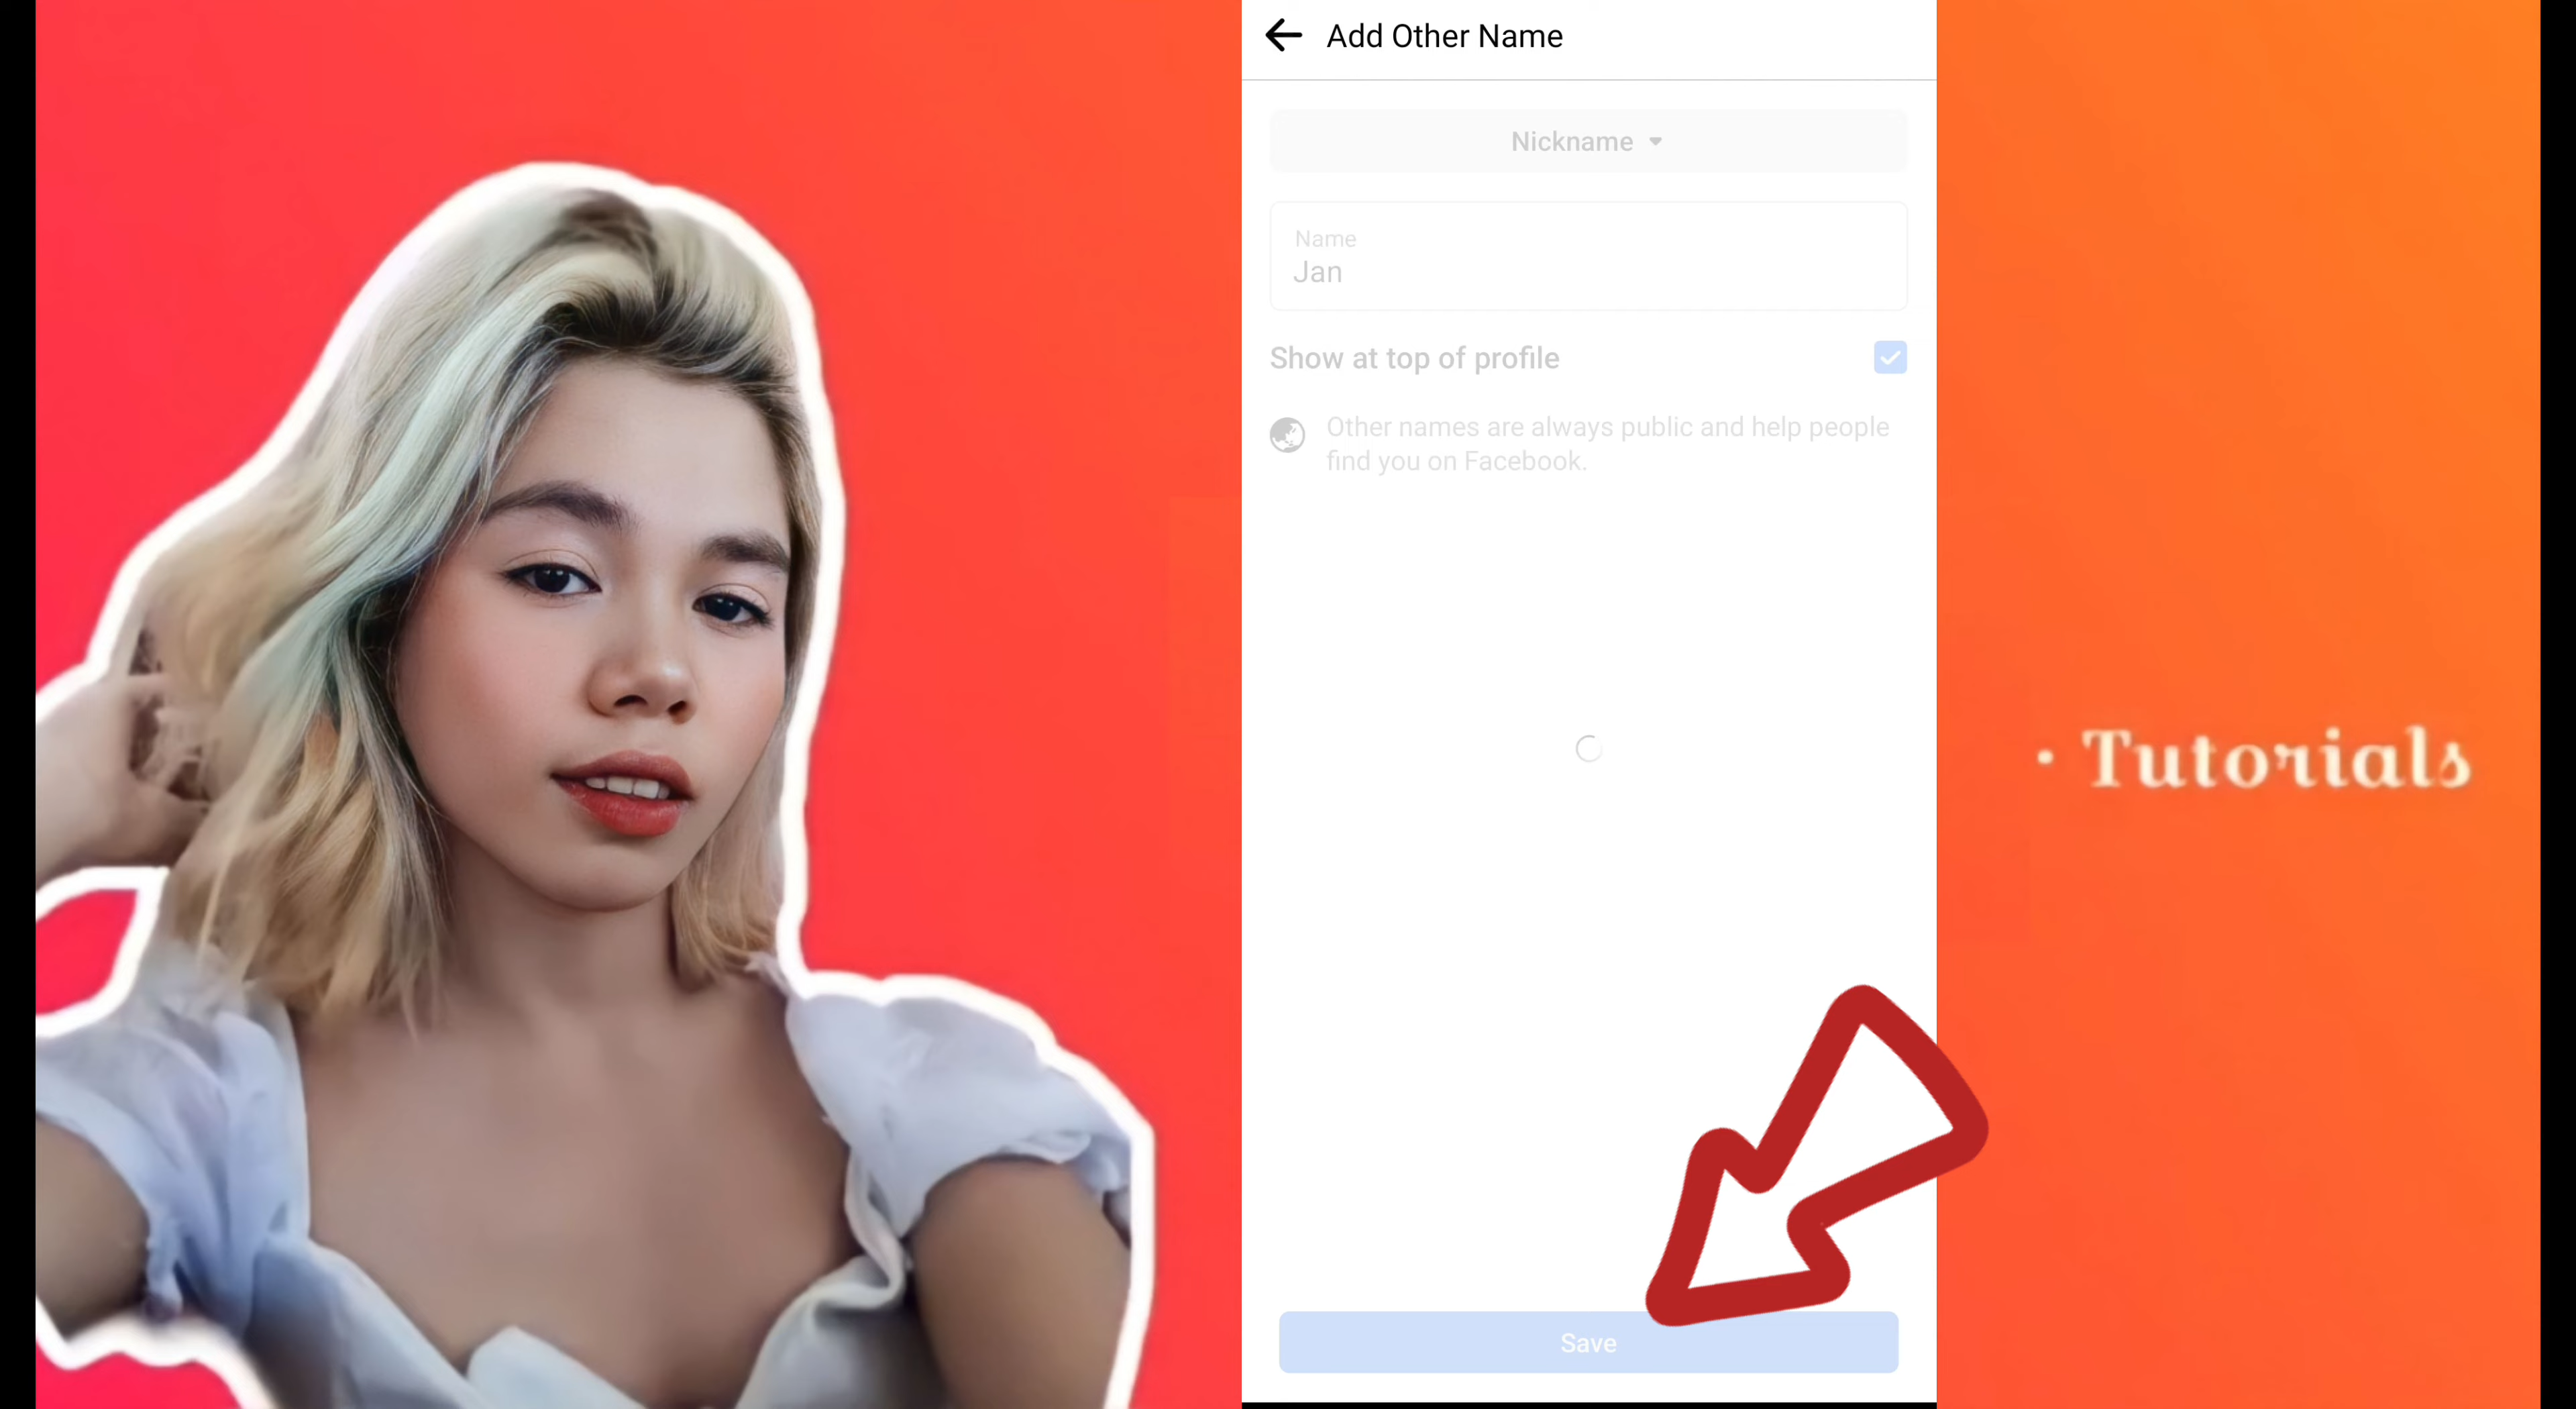 Add Other Name
Nickname
Name
Jan
Show at top of profile
Other names are always public and help people
find you on Facebook.
• Tutorials
Save